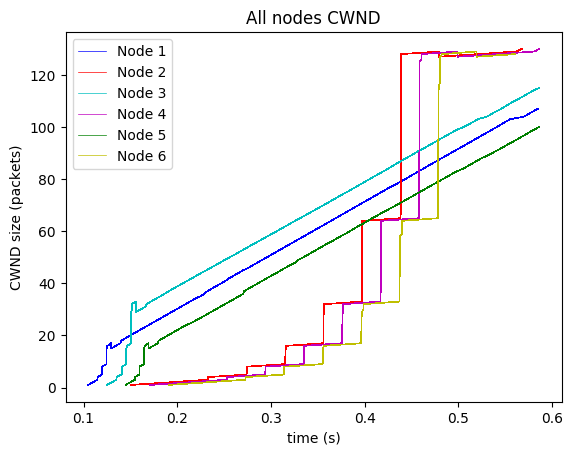 All nodes CWND
Node 1
Node 2
Node 3
Node 4
Node 5
Node 6
CWND size (packets)
120
100
80
60
40
20
0
0.1 0.2 0.3 0.4 0.5 0.6
time (s)